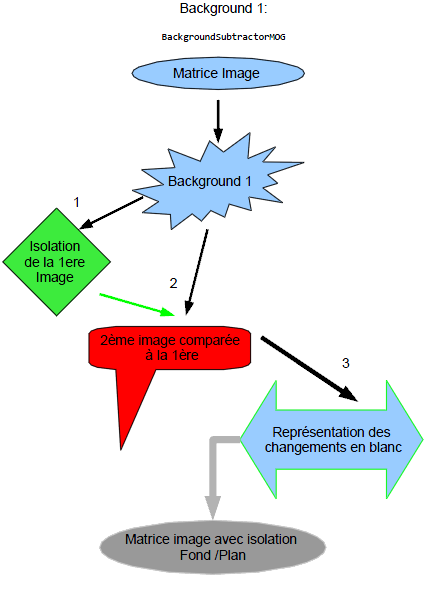 Background 1:
BackgroundSubtractorMOG
Matrice Image
Background 1
1
Isolation
de la 1ere
Image
2
2ème image comparée
à la 1ère
3
Représentation des
changements en blanc
Matrice image avec isolation
Fond /Plan